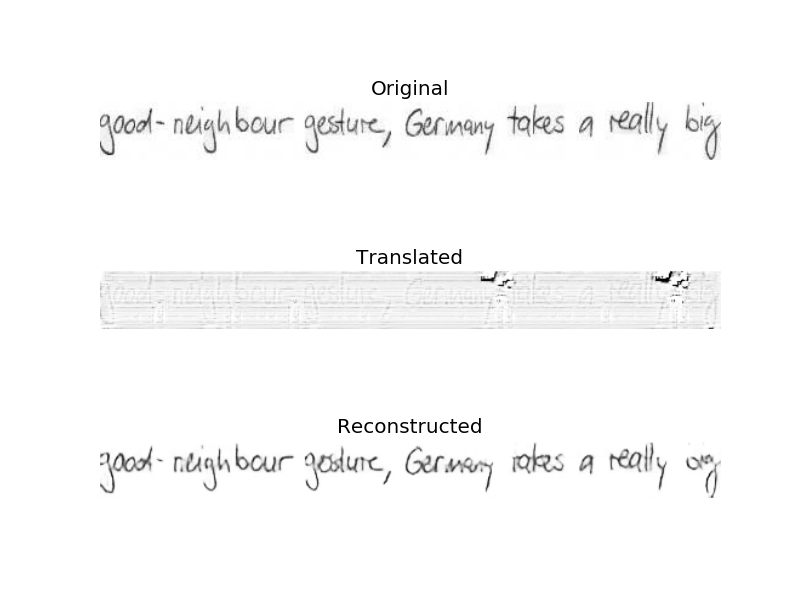 Original
good-neighbour gesture, Germany takes a really big
Translated
good-neighbour gesture, Germany takes a really big
Reconstructed
good-neighbour gesture, Germany takes a really